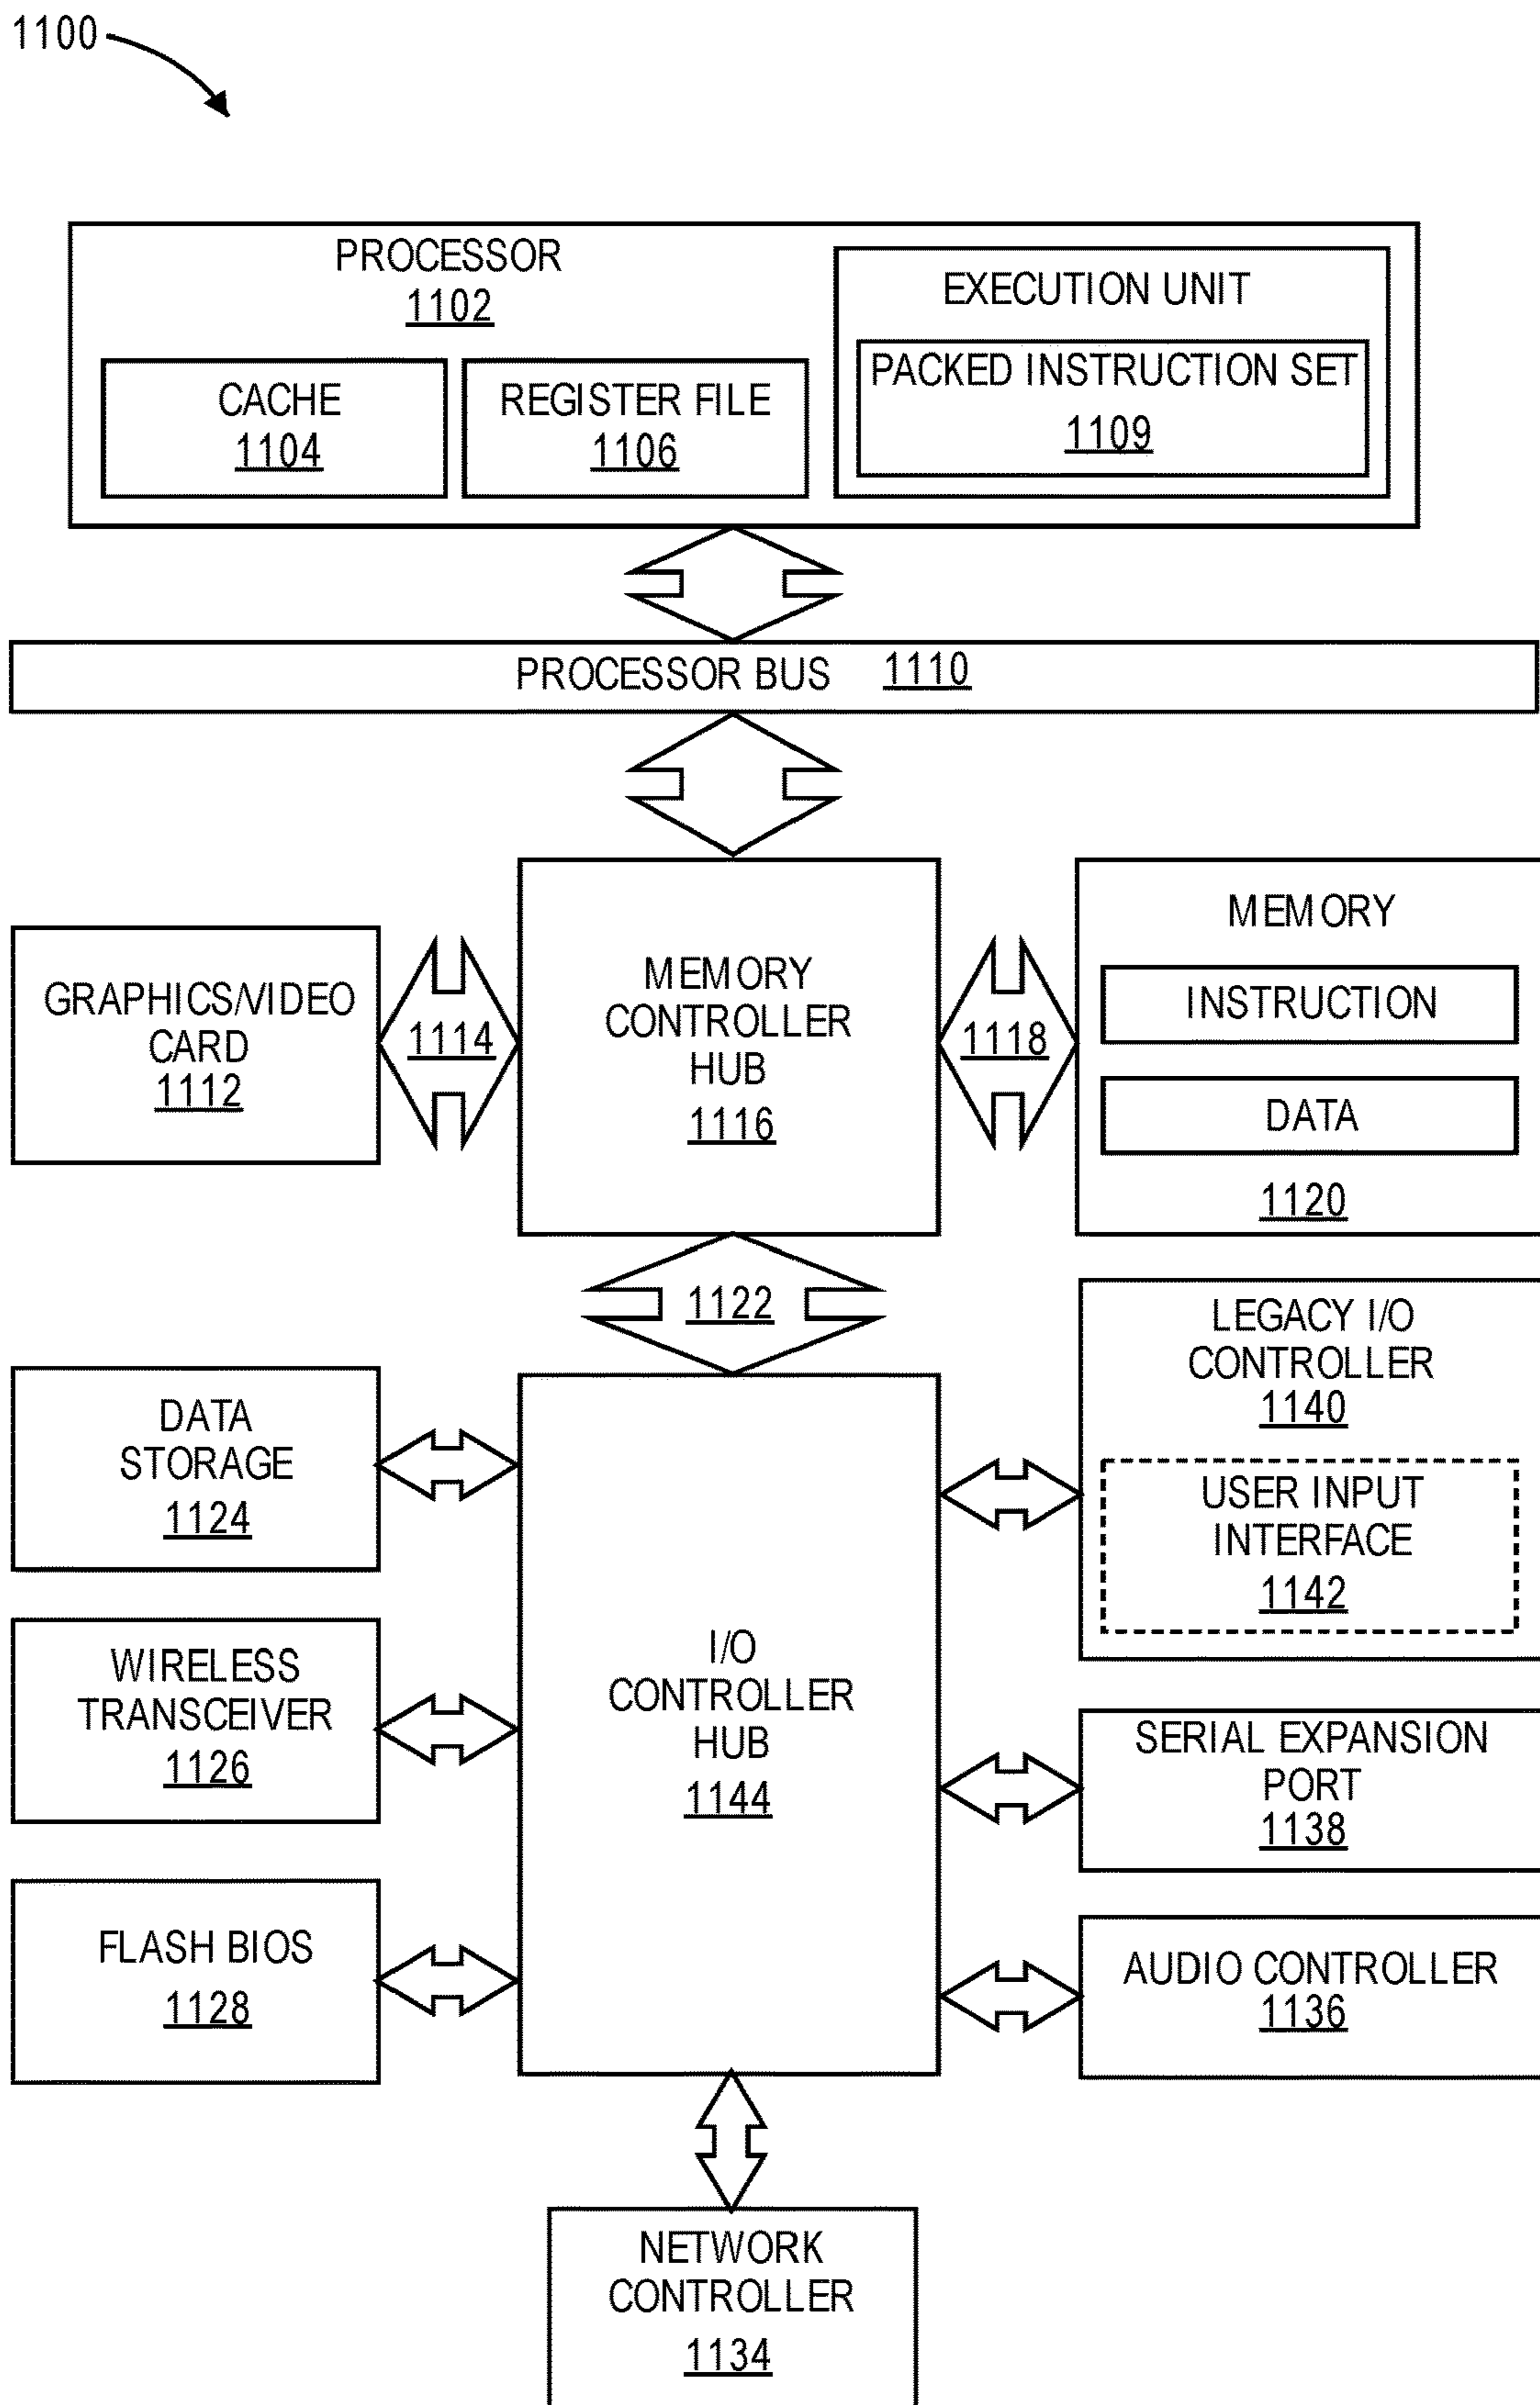 1100
PROCESSOR
1102
EXECUTION UNIT
PACKED INSTRUCTION SET
1109
CACHE
1104
REGISTER FILE
1106
PROCESSOR BUS 1110
GRAPHICS/VIDEO
CARD
1112
1114
MEMORY
CONTROLLER
HUB
1116
1118
MEMORY
INSTRUCTION
DATA
1120
1122
DATA
STORAGE
1124
LEGACY I/O
CONTROLLER
1140
USER INPUT
INTERFACE
1142
WIRELESS
TRANSCEIVER
1126
I/O
CONTROLLER
HUB
1144
SERIAL EXPANSION
PORT
1138
FLASH BIOS
1128
AUDIO CONTROLLER
1136
NETWORK
CONTROLLER
1134